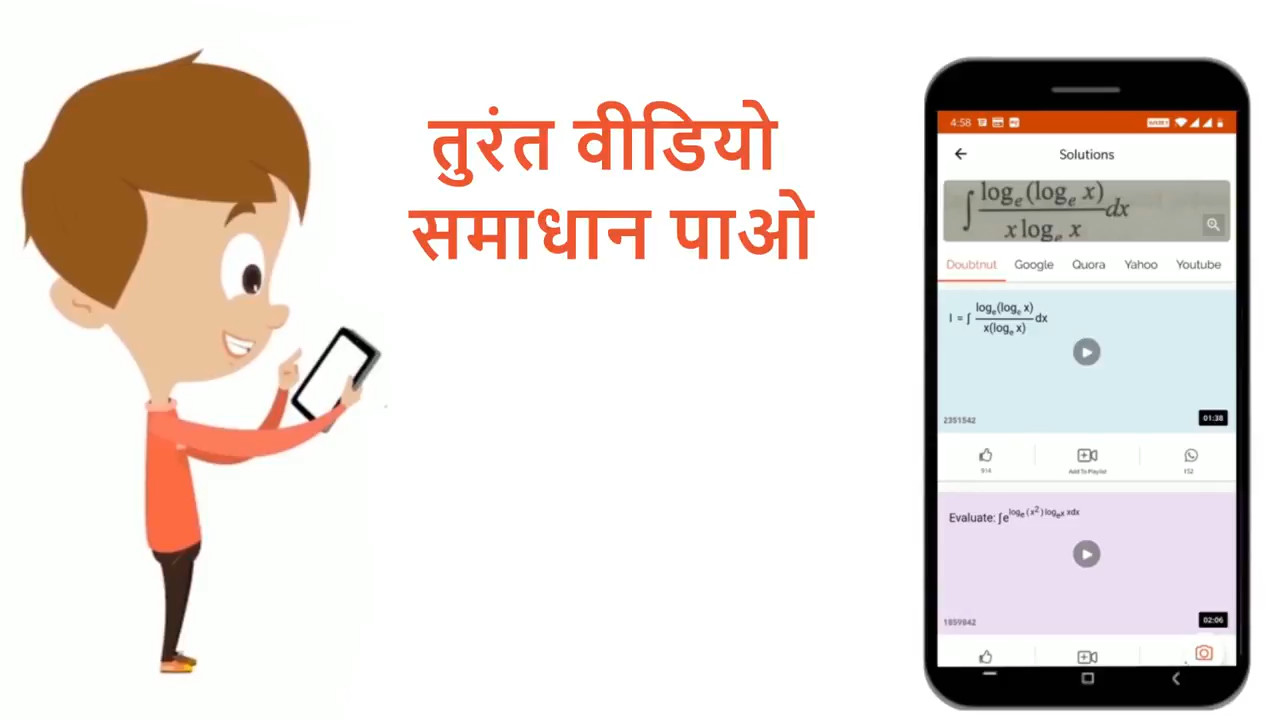 तुरंत वीडियो
समाधान पाओ
4:58
Solutions
∫ logₑ(logₑ x) / x logₑ x dx
Doubtnut Google Quora Yahoo Youtube
I = ∫ logₑ(logₑ x) / x(logₑ x) dx
2351542
01:38
914
Add To Playlist
152
Evaluate: ∫e^logₑ(x²)logₑx xdx
1859842
02:06